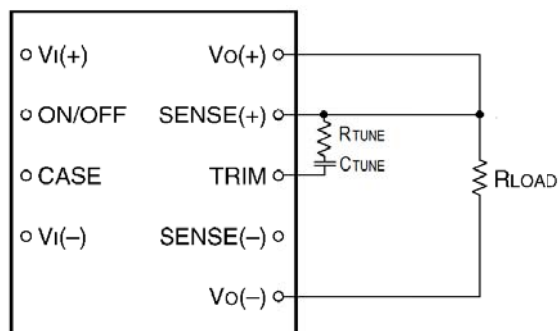 VI(+)
VO(+)
ON/OFF
SENSE(+)
RTUNE
CTUNE
CASE
TRIM
RLOAD
VI(–)
SENSE(–)
VO(–)